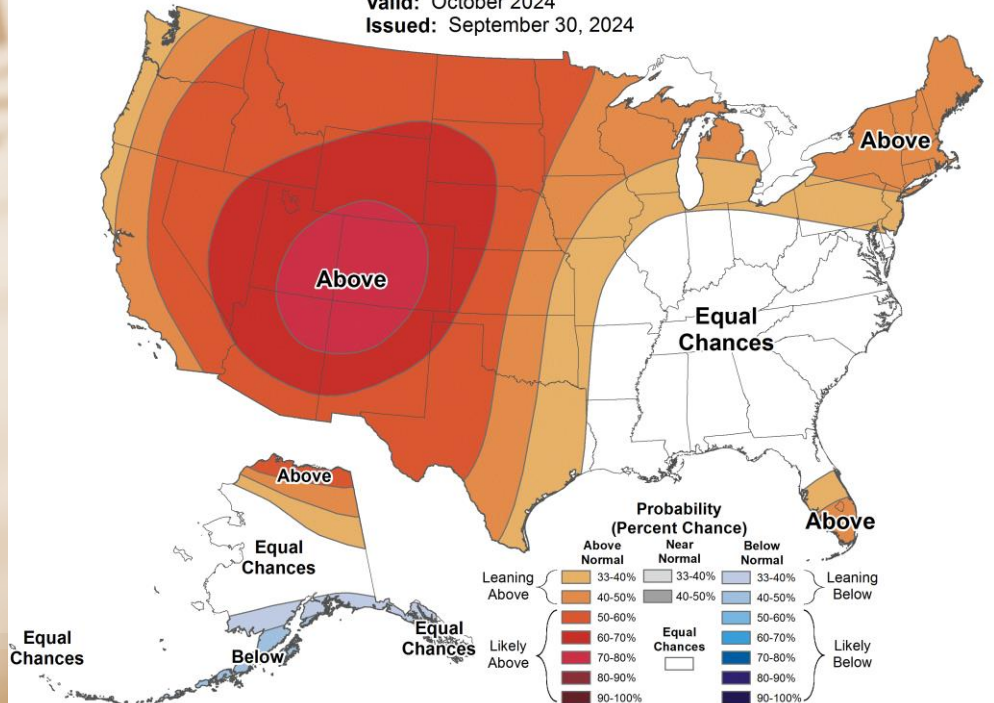 Valid: October 2024
Issued: September 30, 2024
Above
Above
Equal
Chances
Above
Above
Equal
Chances
Equal
Chances
Below
Equal
Chances
Probability
(Percent Chance)
Above
Normal
Near
Normal
Below
Normal
Leaning
Above
33-40%
40-50%
33-40%
40-50%
33-40%
40-50%
Leaning
Below
Likely
Above
50-60%
60-70%
70-80%
80-90%
90-100%
Equal
Chances
50-60%
60-70%
70-80%
80-90%
90-100%
Likely
Below